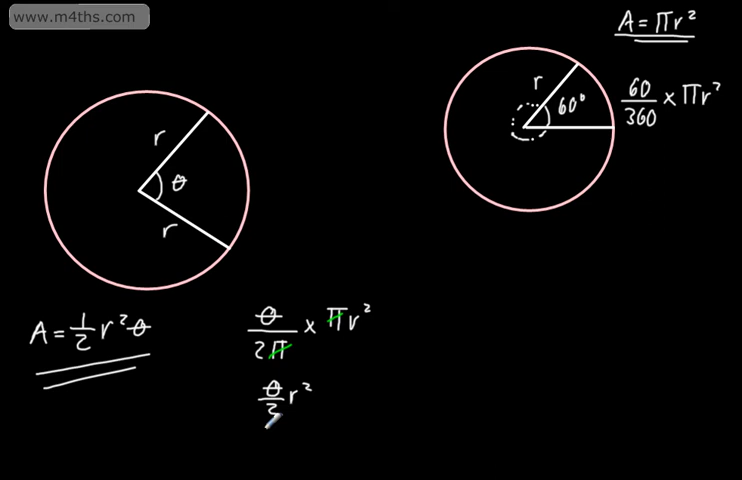 www.m4ths.com
A = πr²
r
60°
60/360 × πr²
r
θ
r
A = 1/2 r²θ
θ/2π × πr²
θ/2 r²